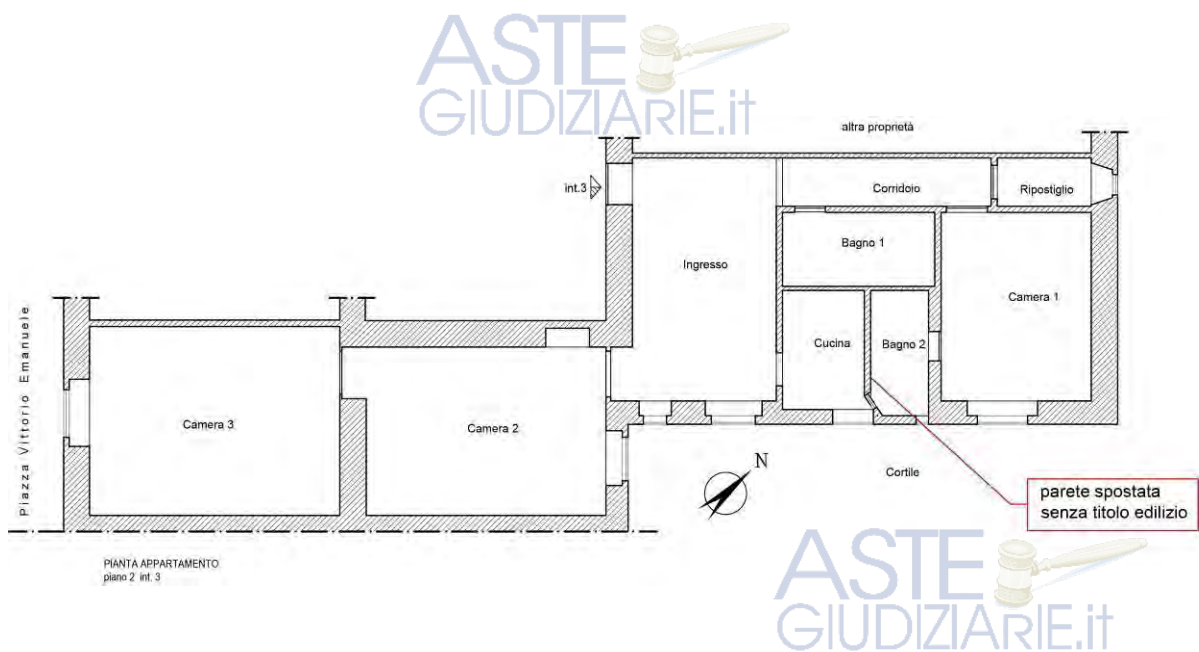 ASTE
GIUDIZIARIE.it
altra proprietà
int.3
Corridoio
Ripostiglio
Bagno 1
Ingresso
Camera 1
Piazza Vittorio Emanuele
Cucina
Bagno 2
Camera 3
Camera 2
N
Cortile
parete spostata
senza titolo edilizio
PIANTA APPARTAMENTO
piano 2 int. 3
ASTE
GIUDIZIARIE.it